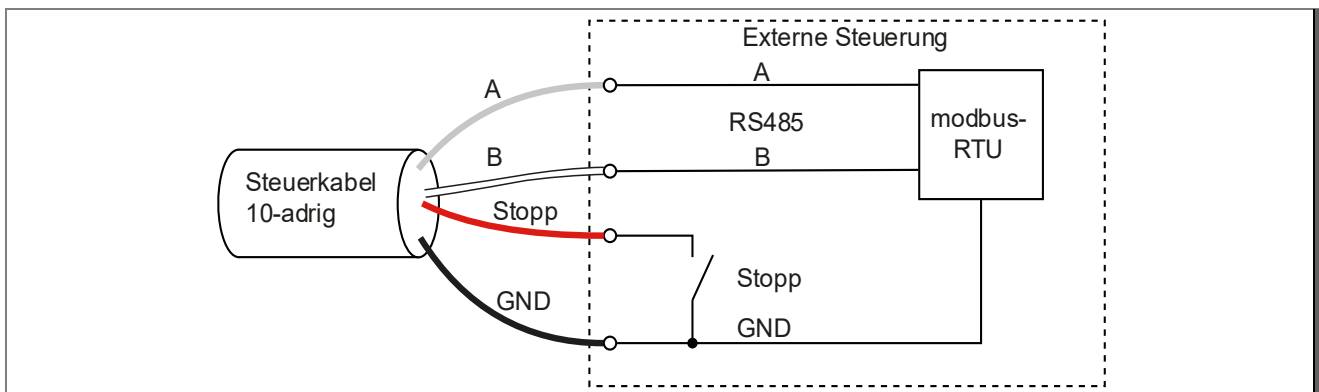 Externe Steuerung
A
A
RS485
modbus-
RTU
B
B
Steuerkabel
10-adrig
Stopp
Stopp
GND
GND